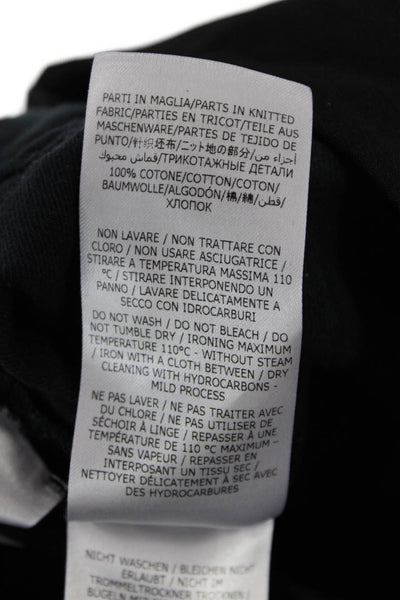 PARTI IN MAGLIA/PARTS IN KNITTED
FABRIC/PARTIES EN TRICOT/TEILE AUS
MASCHENWARE/PARTES DE TEJIDO DE
PUNTO/针织坯布/ニット地の部分/أجزاء من
قماش محبوك/ТРИКОТАЖНЫЕ ДЕТАЛИ
100% COTONE/COTTON/COTON/
BAUMWOLLE/ALGODÓN/棉/綿/قطن/
ХЛОПОК
NON LAVARE / NON TRATTARE CON
CLORO / NON USARE ASCIUGATRICE /
STIRARE A TEMPERATURA MASSIMA 110
°C / STIRARE INTERPONENDO UN
PANNO / LAVARE DELICATAMENTE A
SECCO CON IDROCARBURI
DO NOT WASH / DO NOT BLEACH / DO
NOT TUMBLE DRY / IRONING MAXIMUM
TEMPERATURE 110°C - WITHOUT STEAM
/ IRON WITH A CLOTH BETWEEN / DRY
CLEANING WITH HYDROCARBONS -
MILD PROCESS
NE PAS LAVER / NE PAS TRAITER AVEC
DU CHLORE / NE PAS UTILISER DE
SÉCHOIR À LINGE / REPASSER À UNE
TEMPÉRATURE DE 110 °C MAXIMUM -
SANS VAPEUR / REPASSER EN
INTERPOSANT UN TISSU SEC /
NETTOYER DÉLICATEMENT À SEC AVEC
DES HYDROCARBURES
NICHT WASCHEN / BLEICHEN NICHT
ERLAUBT / NICHT IM
TROMMELTROCKNER TROCKNEN /
BÜGELN MIT